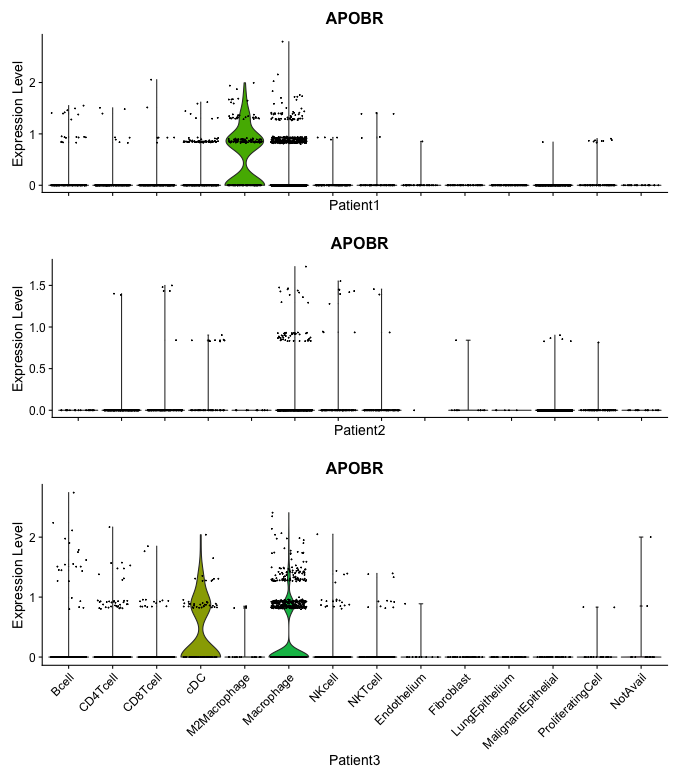 APOBR
Expression Level
2
1
0
Patient1
APOBR
Expression Level
1.5
1.0
0.5
0.0
Patient2
APOBR
Expression Level
2
1
0
Bcell
CD4Tcell
CD8Tcell
cDC
M2Macrophage
Macrophage
NKcell
NKTcell
Endothelium
Fibroblast
LungEpithelium
MalignantEpithelial
ProliferatingCell
NotAvail
Patient3